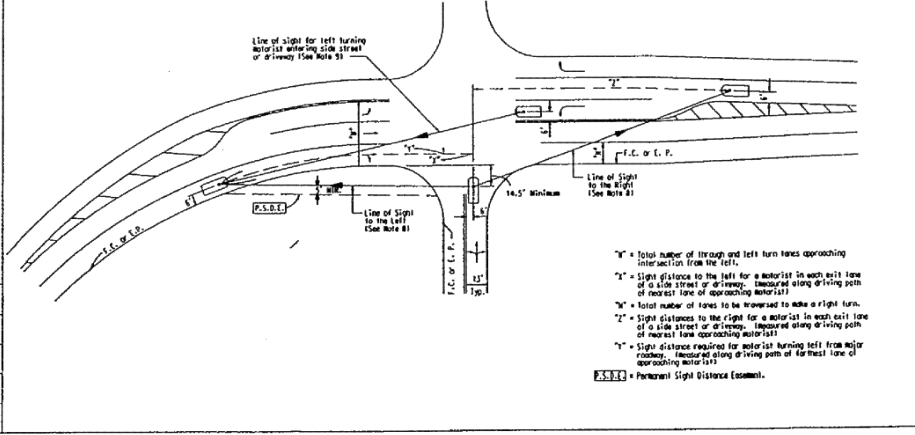 Line of sight for left turning
motorist entering side street
or driveway (See Note 9)
"Z"
6'
6'
"Y"
"X"
F.C. or E. P.
14.5' Minimum
Line of Sight
to the Right
(See Note 8)
6'
MIN.
P.S.D.E.
Line of Sight
to the Left
(See Note 8)
6'
F.C. or E.P.
F.C. or E. P.
13'
Typ.
= Total number of through and left turn lanes approaching
intersection from the left.
"X" = Sight distance to the left for a motorist in each exit lane
of a side street or driveway. (measured along driving path
of nearest lane of approaching motorist)
"M" = Total number of lanes to be traversed to make a right turn.
"Z" = Sight distances to the right for a motorist in each exit lane
of a side street or driveway. (measured along driving path
of nearest lane approaching motorist)
"Y" = Sight distance required for motorist turning left from major
roadway. (measured along driving path of farthest lane of
approaching motorist)
P.S.D.E. = Permanent Sight Distance Easement.